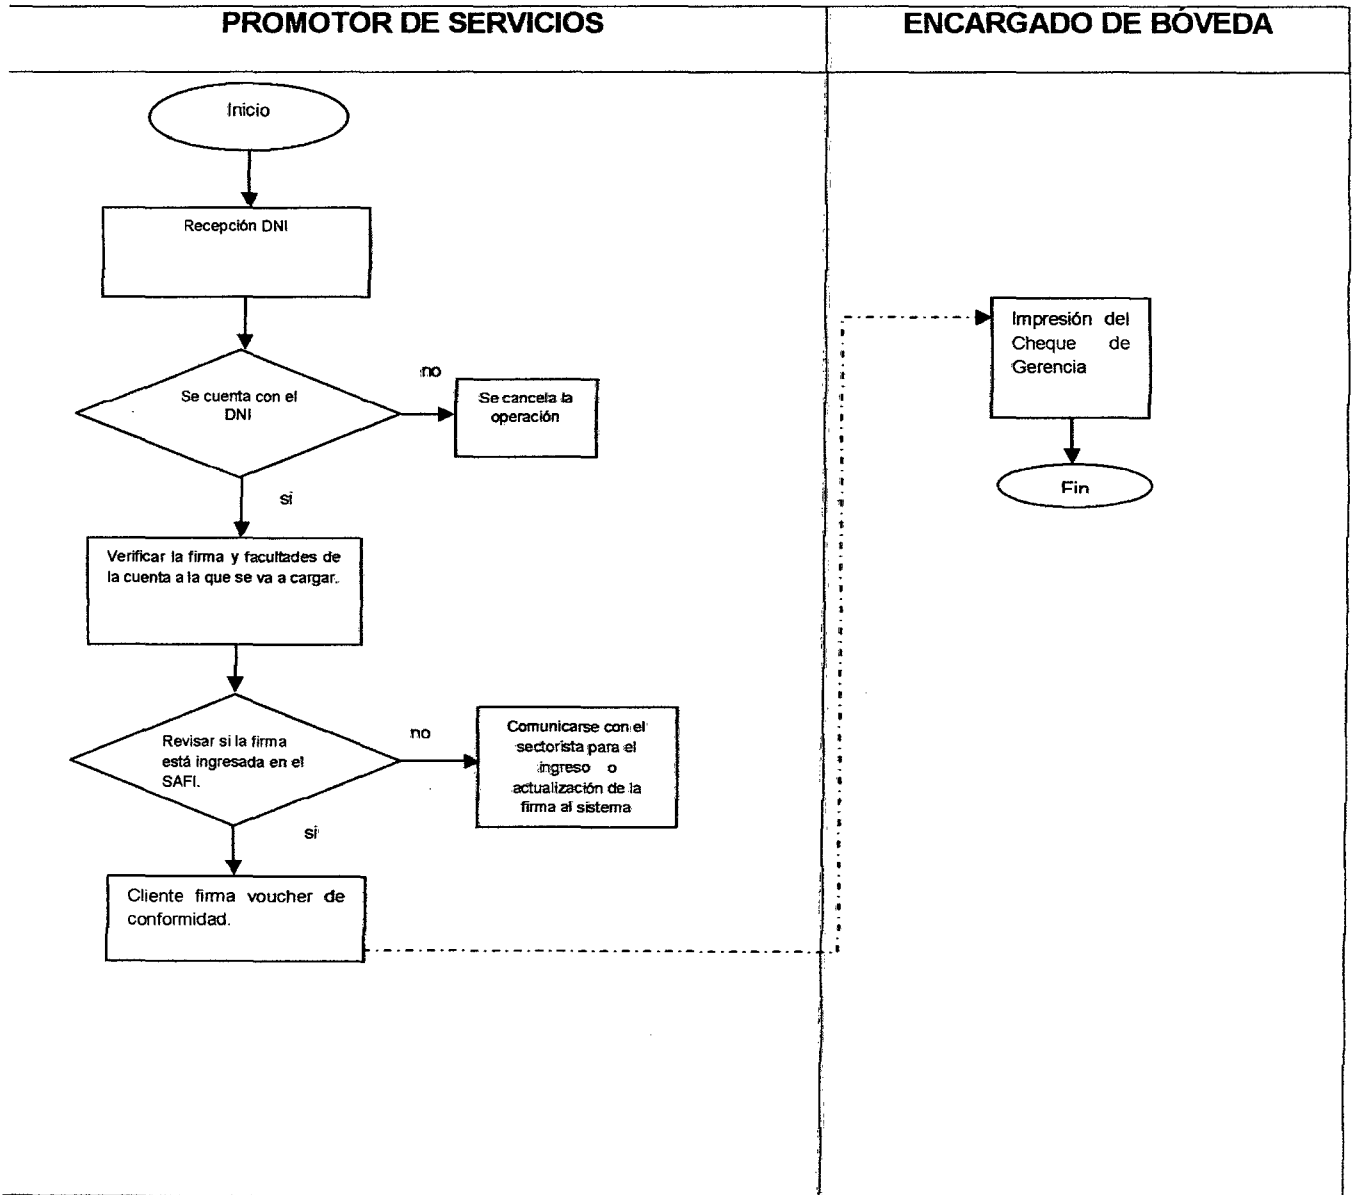 PROMOTOR DE SERVICIOS
ENCARGADO DE BÓVEDA
Inicio
Recepción DNI
Se cuenta con el
DNI
no
Se cancela la
operación
si
Verificar la firma y facultades de
la cuenta a la que se va a cargar.
Revisar si la firma
está ingresada en el
SAFI.
no
Comunicarse con el
sectorista para el
ingreso o
actualización de la
firma al sistema
si
Cliente firma voucher de
conformidad.
Impresión del
Cheque de
Gerencia
Fin